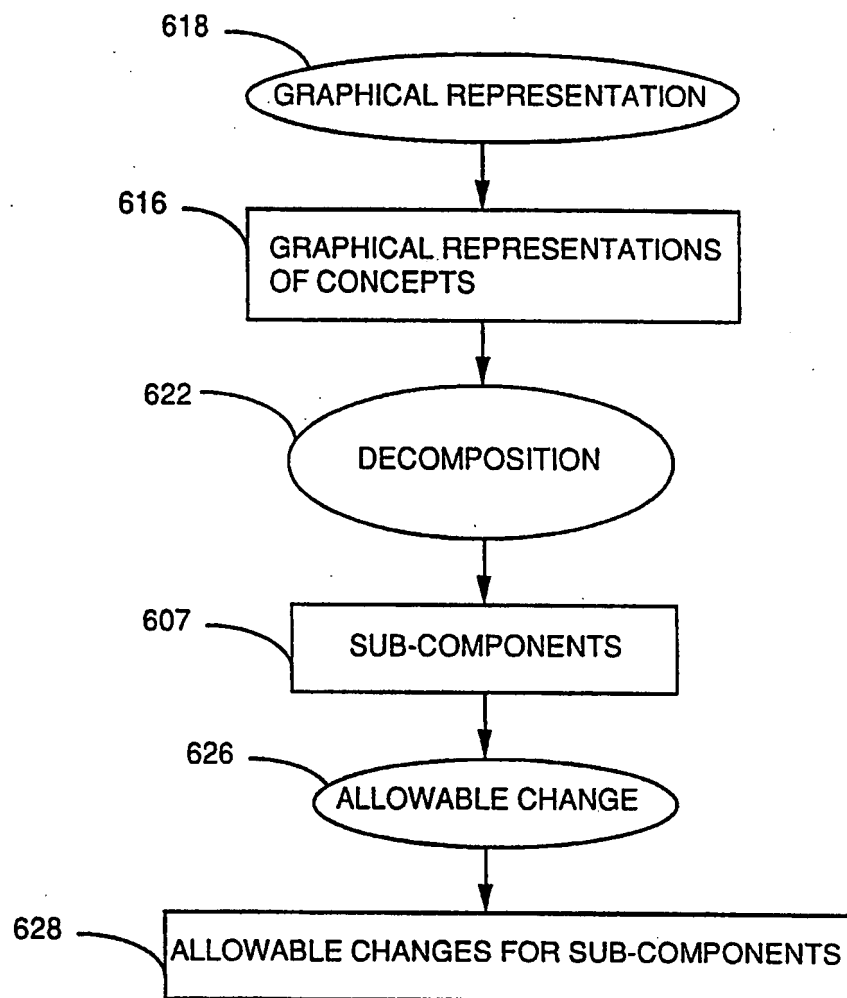 618
GRAPHICAL REPRESENTATION
616
GRAPHICAL REPRESENTATIONS
OF CONCEPTS
622
DECOMPOSITION
607
SUB-COMPONENTS
626
ALLOWABLE CHANGE
628
ALLOWABLE CHANGES FOR SUB-COMPONENTS